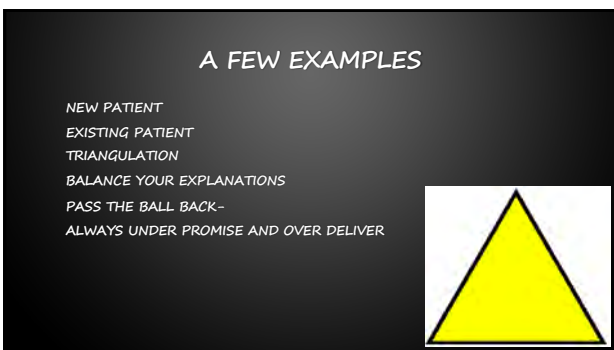 A FEW EXAMPLES
NEW PATIENT
EXISTING PATIENT
TRIANGULATION
BALANCE YOUR EXPLANATIONS
PASS THE BALL BACK-
ALWAYS UNDER PROMISE AND OVER DELIVER